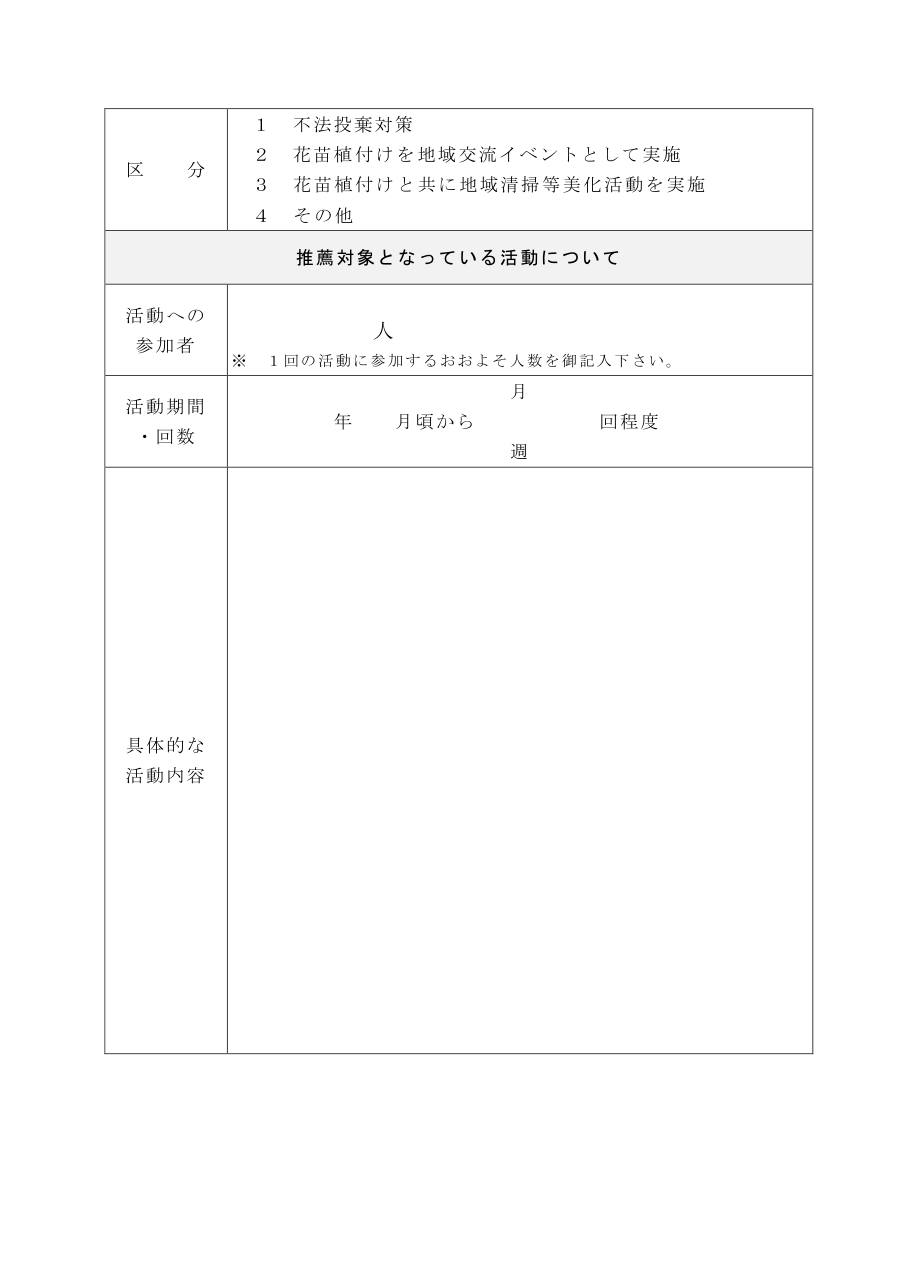 区　　分
１　不法投棄対策
２　花苗植付けを地域交流イベントとして実施
３　花苗植付けと共に地域清掃等美化活動を実施
４　その他
推薦対象となっている活動について
活動への
参加者
人
※　１回の活動に参加するおおよそ人数を御記入下さい。
活動期間
・回数
月
年　　月頃から　　　　　　回程度
週
具体的な
活動内容